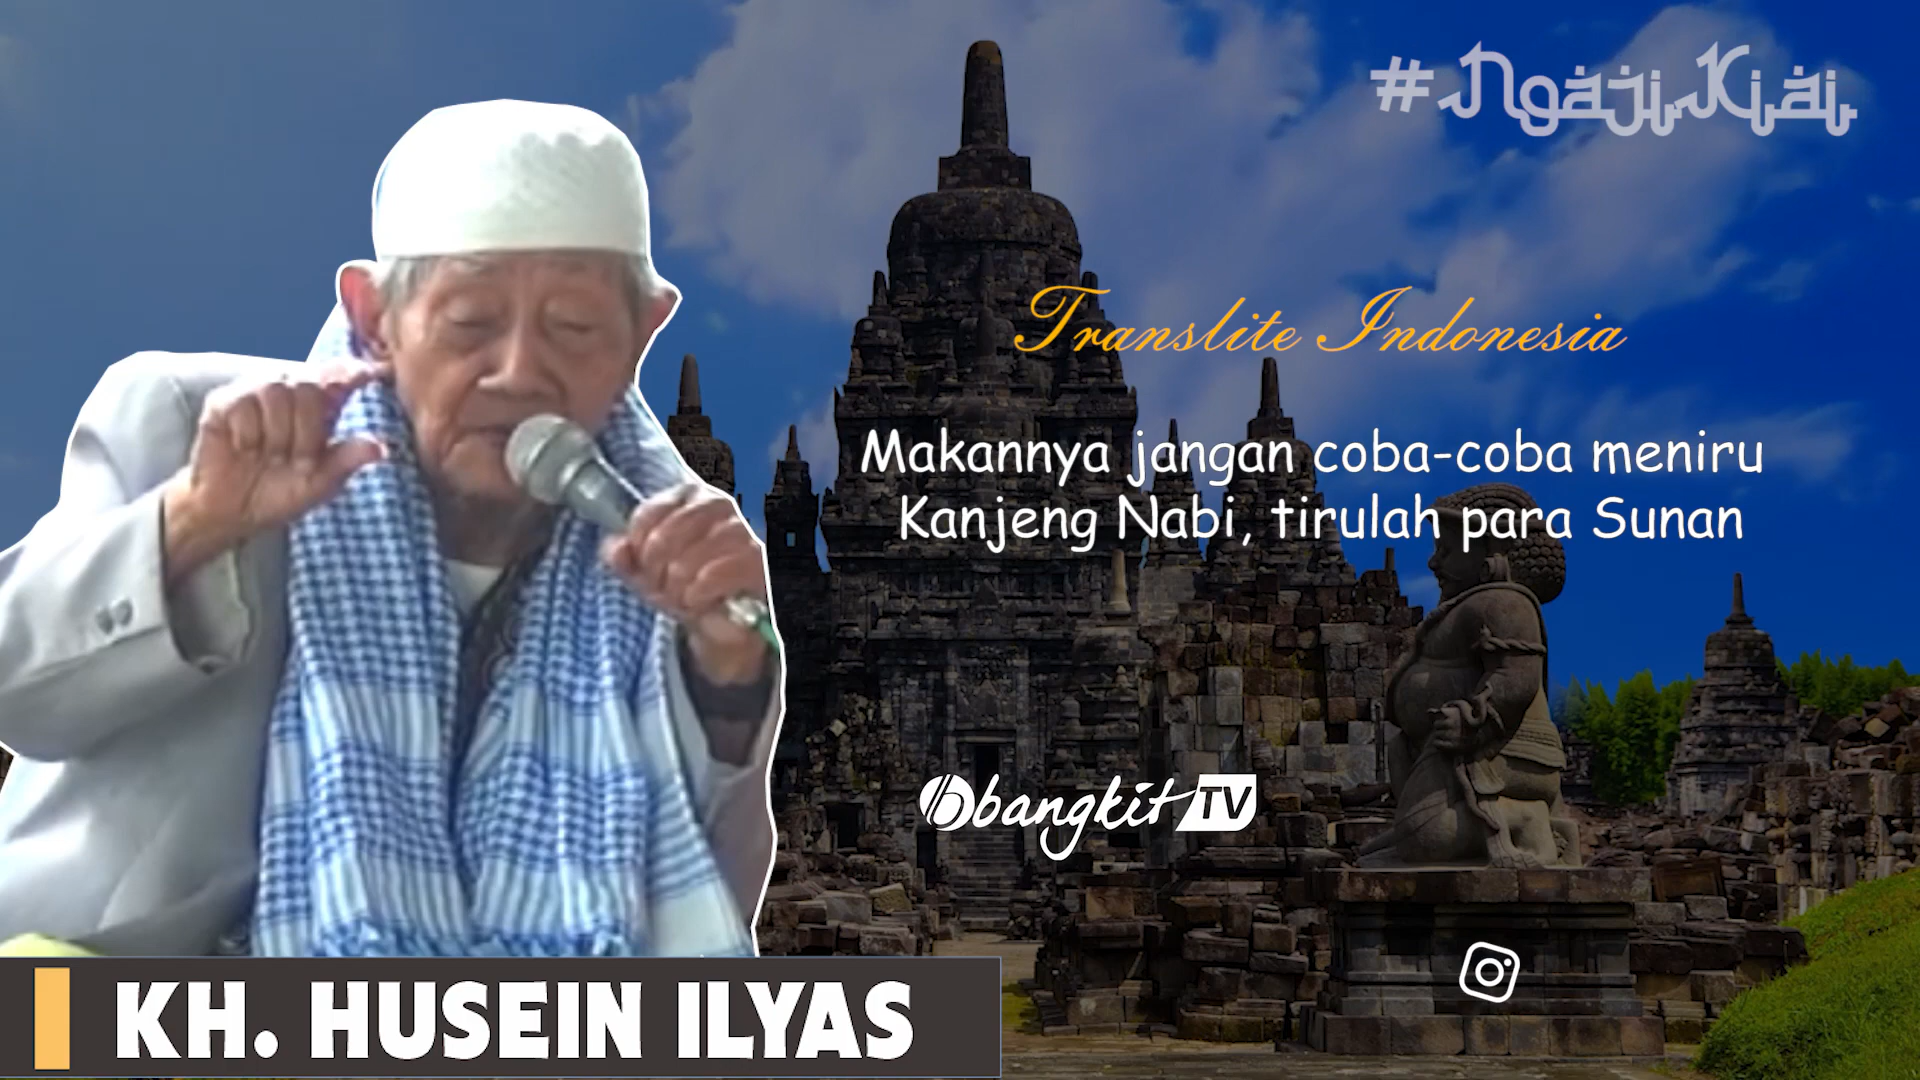 #NgajiKiai
Translite Indonesia
Makannya jangan coba-coba meniru
Kanjeng Nabi, tirulah para Sunan
bangkit TV
KH. HUSEIN ILYAS